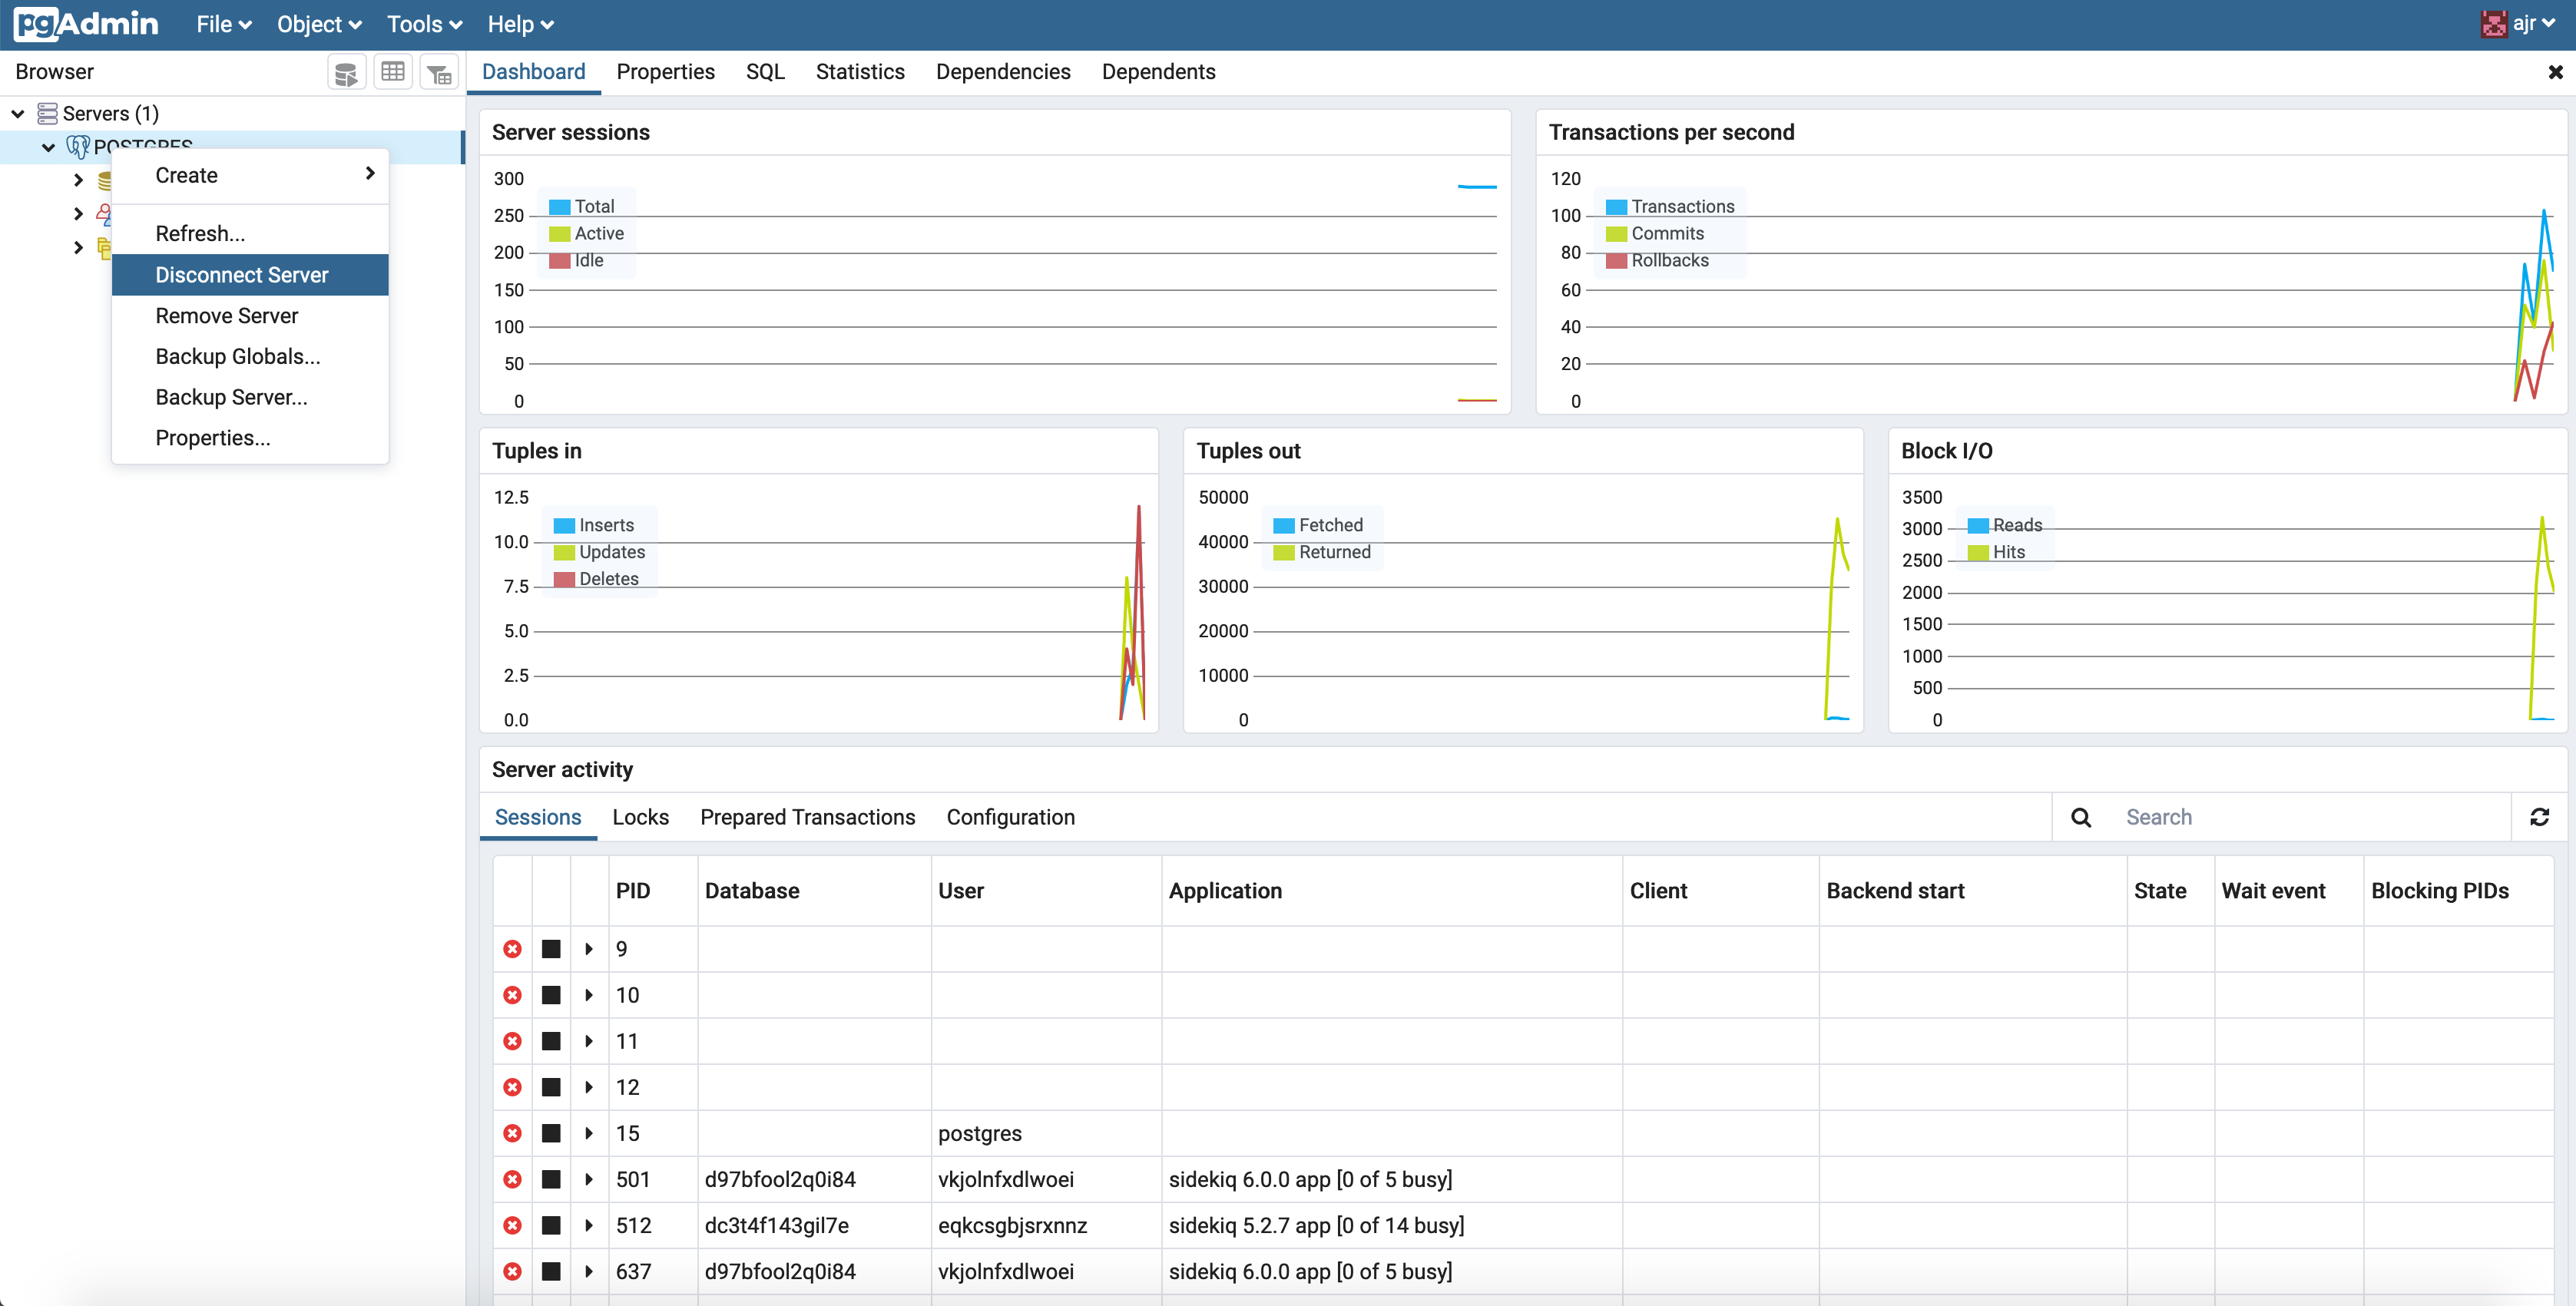 pgAdmin File Object Tools Help ajr
Browser
Dashboard Properties SQL Statistics Dependencies Dependents
Servers (1)
POSTGRES
Create
Refresh...
Disconnect Server
Remove Server
Backup Globals...
Backup Server...
Properties...
Server sessions
300
250
200
150
100
50
0
Total
Active
Idle
Transactions per second
120
100
80
60
40
20
0
Transactions
Commits
Rollbacks
Tuples in
12.5
10.0
7.5
5.0
2.5
0.0
Inserts
Updates
Deletes
Tuples out
50000
40000
30000
20000
10000
0
Fetched
Returned
Block I/O
3500
3000
2500
2000
1500
1000
500
0
Reads
Hits
Server activity
Sessions Locks Prepared Transactions Configuration Search
PID Database User Application Client Backend start State Wait event Blocking PIDs
9
10
11
12
15 postgres
501 d97bfool2q0i84 vkjolnfxdlwoei sidekiq 6.0.0 app [0 of 5 busy]
512 dc3t4f143gil7e eqkcsgbjsrxnnz sidekiq 5.2.7 app [0 of 14 busy]
637 d97bfool2q0i84 vkjolnfxdlwoei sidekiq 6.0.0 app [0 of 5 busy]